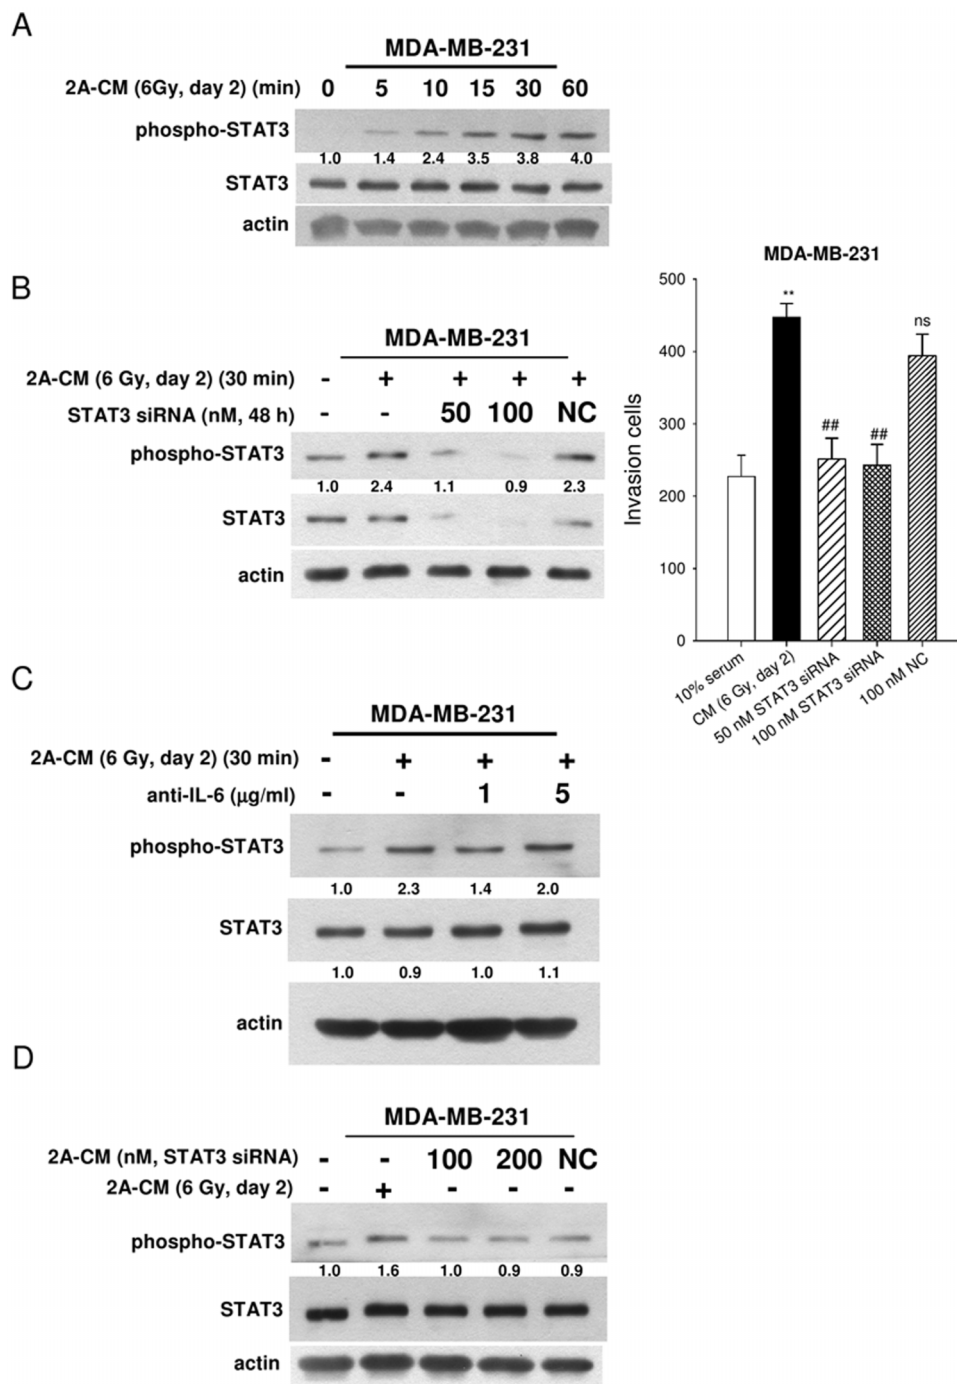 A
MDA-MB-231
2A-CM (6Gy, day 2) (min) 0 5 10 15 30 60
phospho-STAT3
1.0 1.4 2.4 3.5 3.8 4.0
STAT3
actin
B
MDA-MB-231
2A-CM (6 Gy, day 2) (30 min) - + + + +
STAT3 siRNA (nM, 48 h) - - 50 100 NC
phospho-STAT3
1.0 2.4 1.1 0.9 2.3
STAT3
actin
MDA-MB-231
Invasion cells
500
400
300
200
100
0
**
##
##
ns
10% serum
CM (6 Gy, day 2)
50 nM STAT3 siRNA
100 nM STAT3 siRNA
100 nM NC
C
MDA-MB-231
2A-CM (6 Gy, day 2) (30 min) - + + +
anti-IL-6 (μg/ml) - - 1 5
phospho-STAT3
1.0 2.3 1.4 2.0
STAT3
1.0 0.9 1.0 1.1
actin
D
MDA-MB-231
2A-CM (nM, STAT3 siRNA) - - 100 200 NC
2A-CM (6 Gy, day 2) - + - - -
phospho-STAT3
1.0 1.6 1.0 0.9 0.9
STAT3
actin